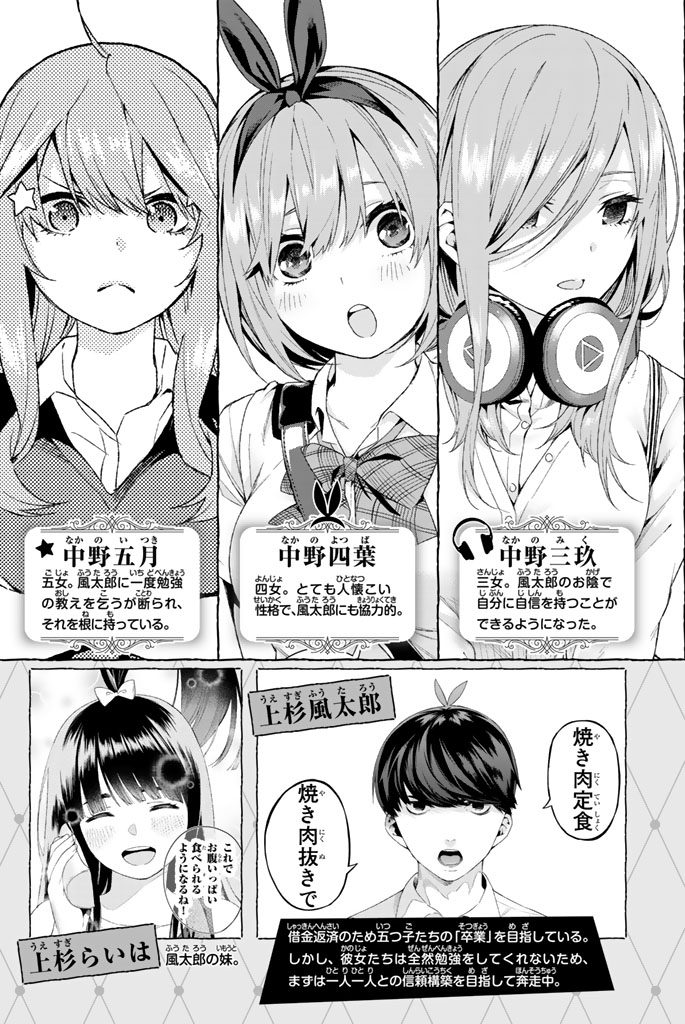 中野三玖
三女。風太郎のお陰で
自分に自信を持つことが
できるようになった。
中野四葉
四女。とても人懐こい
性格で、風太郎にも協力的。
中野五月
五女。風太郎に一度勉強
の教えを乞うが断られ、
それを根に持っている。
上杉風太郎
焼き肉定食
焼き肉抜きで
借金返済のため五つ子たちの「卒業」を目指している。
しかし、彼女たちは全然勉強をしてくれないため、
まずは一人一人との信頼構築を目指して奔走中。
これで
お腹いっぱい
食べられる
ようになるね!
上杉らいは
風太郎の妹。